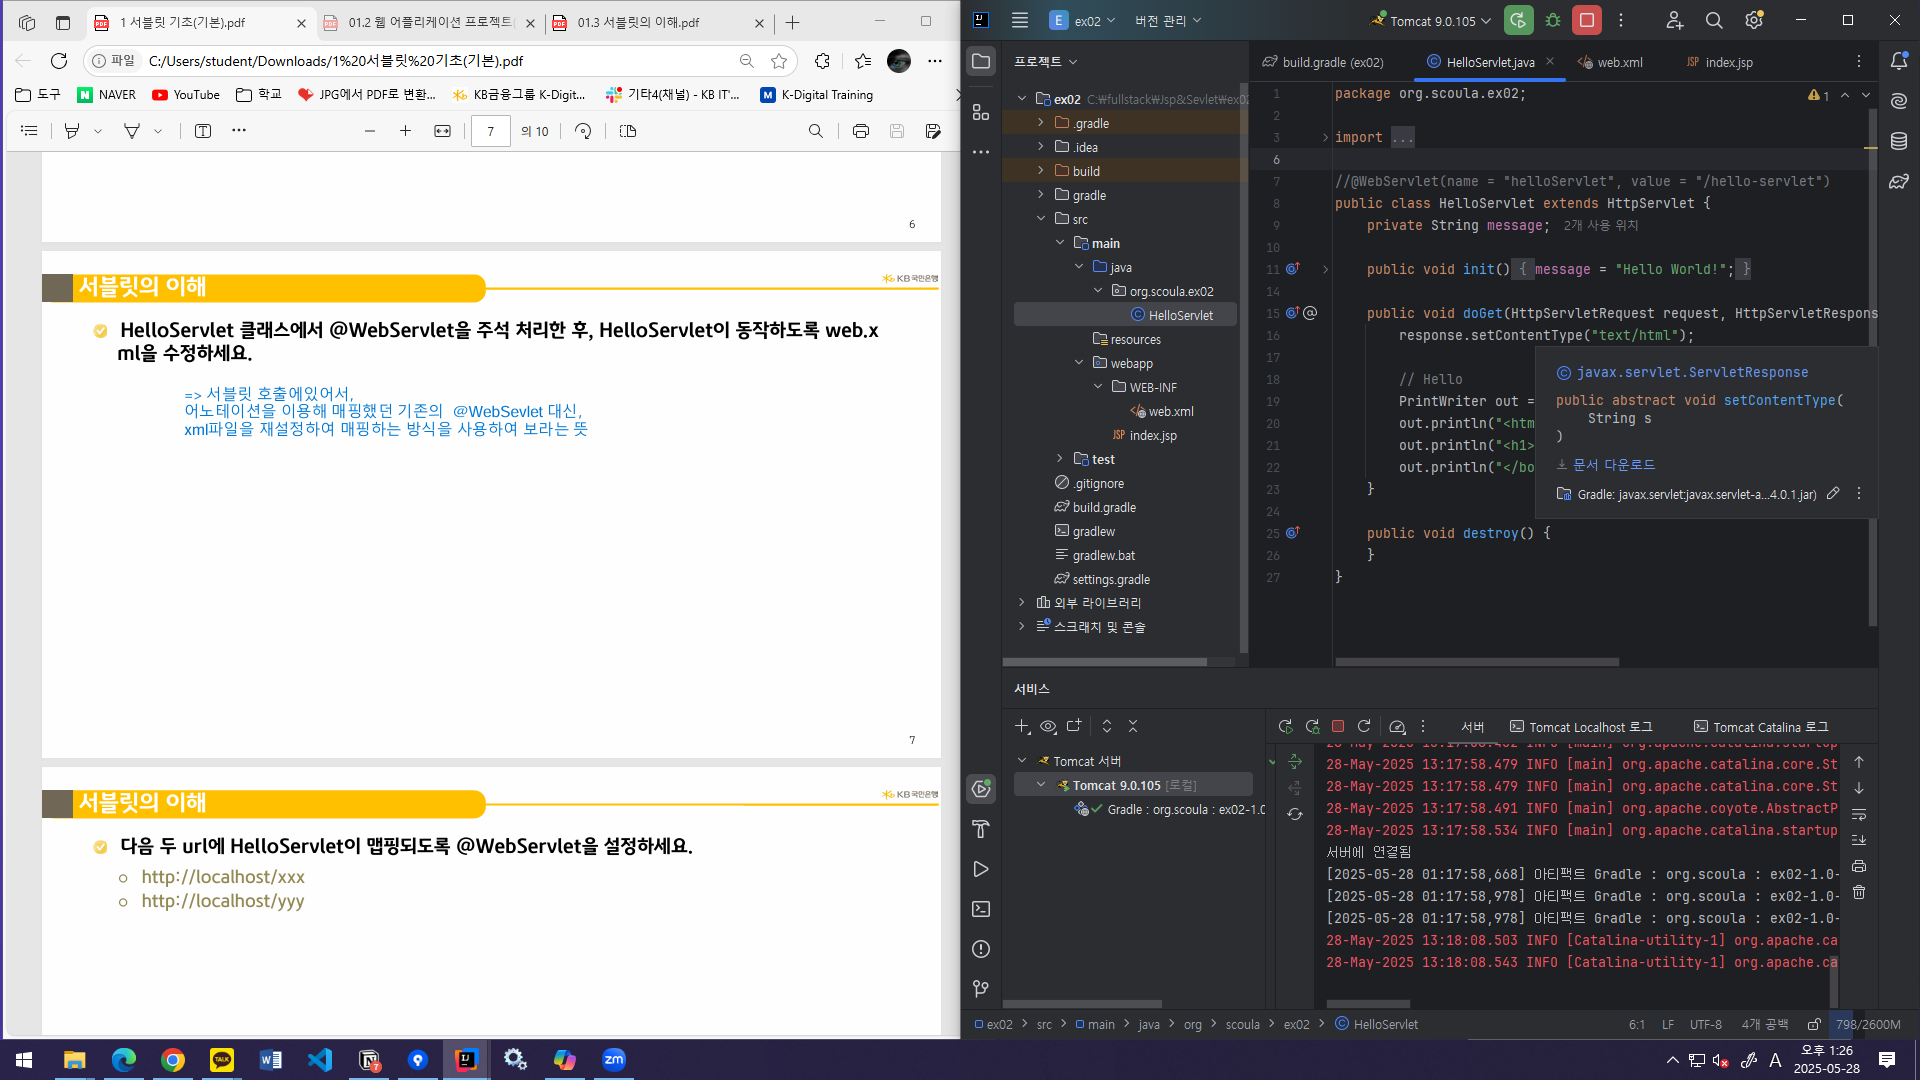 1 서블릿 기초(기본).pdf
01.2 웹 어플리케이션 프로젝트
01.3 서블릿의 이해.pdf
파일
C:/Users/student/Downloads/1%20서블릿%20기초(기본).pdf
도구
NAVER
YouTube
학교
JPG에서 PDF로 변환...
KB금융그룹 K-Digit...
기타4(채널) - KB IT'...
K-Digital Training
7
의 10
6
서블릿의 이해
KB국민은행
HelloServlet 클래스에서 @WebServlet을 주석 처리한 후, HelloServlet이 동작하도록 web.x
ml을 수정하세요.
=> 서블릿 호출에있어서,
어노테이션을 이용해 매핑했던 기존의 @WebSevlet 대신,
xml파일을 재설정하여 매핑하는 방식을 사용하여 보라는 뜻
7
서블릿의 이해
KB국민은행
다음 두 url에 HelloServlet이 맵핑되도록 @WebServlet을 설정하세요.
http://localhost/xxx
http://localhost/yyy
E ex02
버전 관리
Tomcat 9.0.105
프로젝트
ex02 C:₩fullstack₩Jsp&Sevlet₩ex02
.gradle
.idea
build
gradle
src
main
java
org.scoula.ex02
HelloServlet
resources
webapp
WEB-INF
web.xml
JSP index.jsp
test
.gitignore
build.gradle
gradlew
gradlew.bat
settings.gradle
외부 라이브러리
스크래치 및 콘솔
build.gradle (ex02)
HelloServlet.java
web.xml
JSP index.jsp
1 package org.scoula.ex02;
1
2
3 import ...
6
7 //@WebServlet(name = "helloServlet", value = "/hello-servlet")
8 public class HelloServlet extends HttpServlet {
9 private String message; 2개 사용 위치
10
11 public void init() { message = "Hello World!"; }
14
15 public void doGet(HttpServletRequest request, HttpServletRespons
16 response.setContentType("text/html");
17
18 // Hello
19 PrintWriter out =
20 out.println("<htm
21 out.println("<h1>
22 out.println("</bo
23 }
24
25 public void destroy() {
26 }
27 }
javax.servlet.ServletResponse
public abstract void setContentType(
String s
)
문서 다운로드
Gradle: javax.servlet:javax.servlet-a...4.0.1.jar)
서비스
서버
Tomcat Localhost 로그
Tomcat Catalina 로그
Tomcat 서버
Tomcat 9.0.105 [로컬]
Gradle : org.scoula : ex02-1.0
28-May-2025 13:17:58.479 INFO [main] org.apache.catalina.core.St
28-May-2025 13:17:58.479 INFO [main] org.apache.catalina.core.St
28-May-2025 13:17:58.491 INFO [main] org.apache.coyote.AbstractP
28-May-2025 13:17:58.534 INFO [main] org.apache.catalina.startup
서버에 연결됨
[2025-05-28 01:17:58,668] 아티팩트 Gradle : org.scoula : ex02-1.0-
[2025-05-28 01:17:58,978] 아티팩트 Gradle : org.scoula : ex02-1.0-
[2025-05-28 01:17:58,978] 아티팩트 Gradle : org.scoula : ex02-1.0-
28-May-2025 13:18:08.503 INFO [Catalina-utility-1] org.apache.ca
28-May-2025 13:18:08.543 INFO [Catalina-utility-1] org.apache.ca
ex02 > src > main > java > org > scoula > ex02 > HelloServlet
6:1
LF
UTF-8
4개 공백
798/2600M
TALK
7
zm
A
오후 1:26
2025-05-28